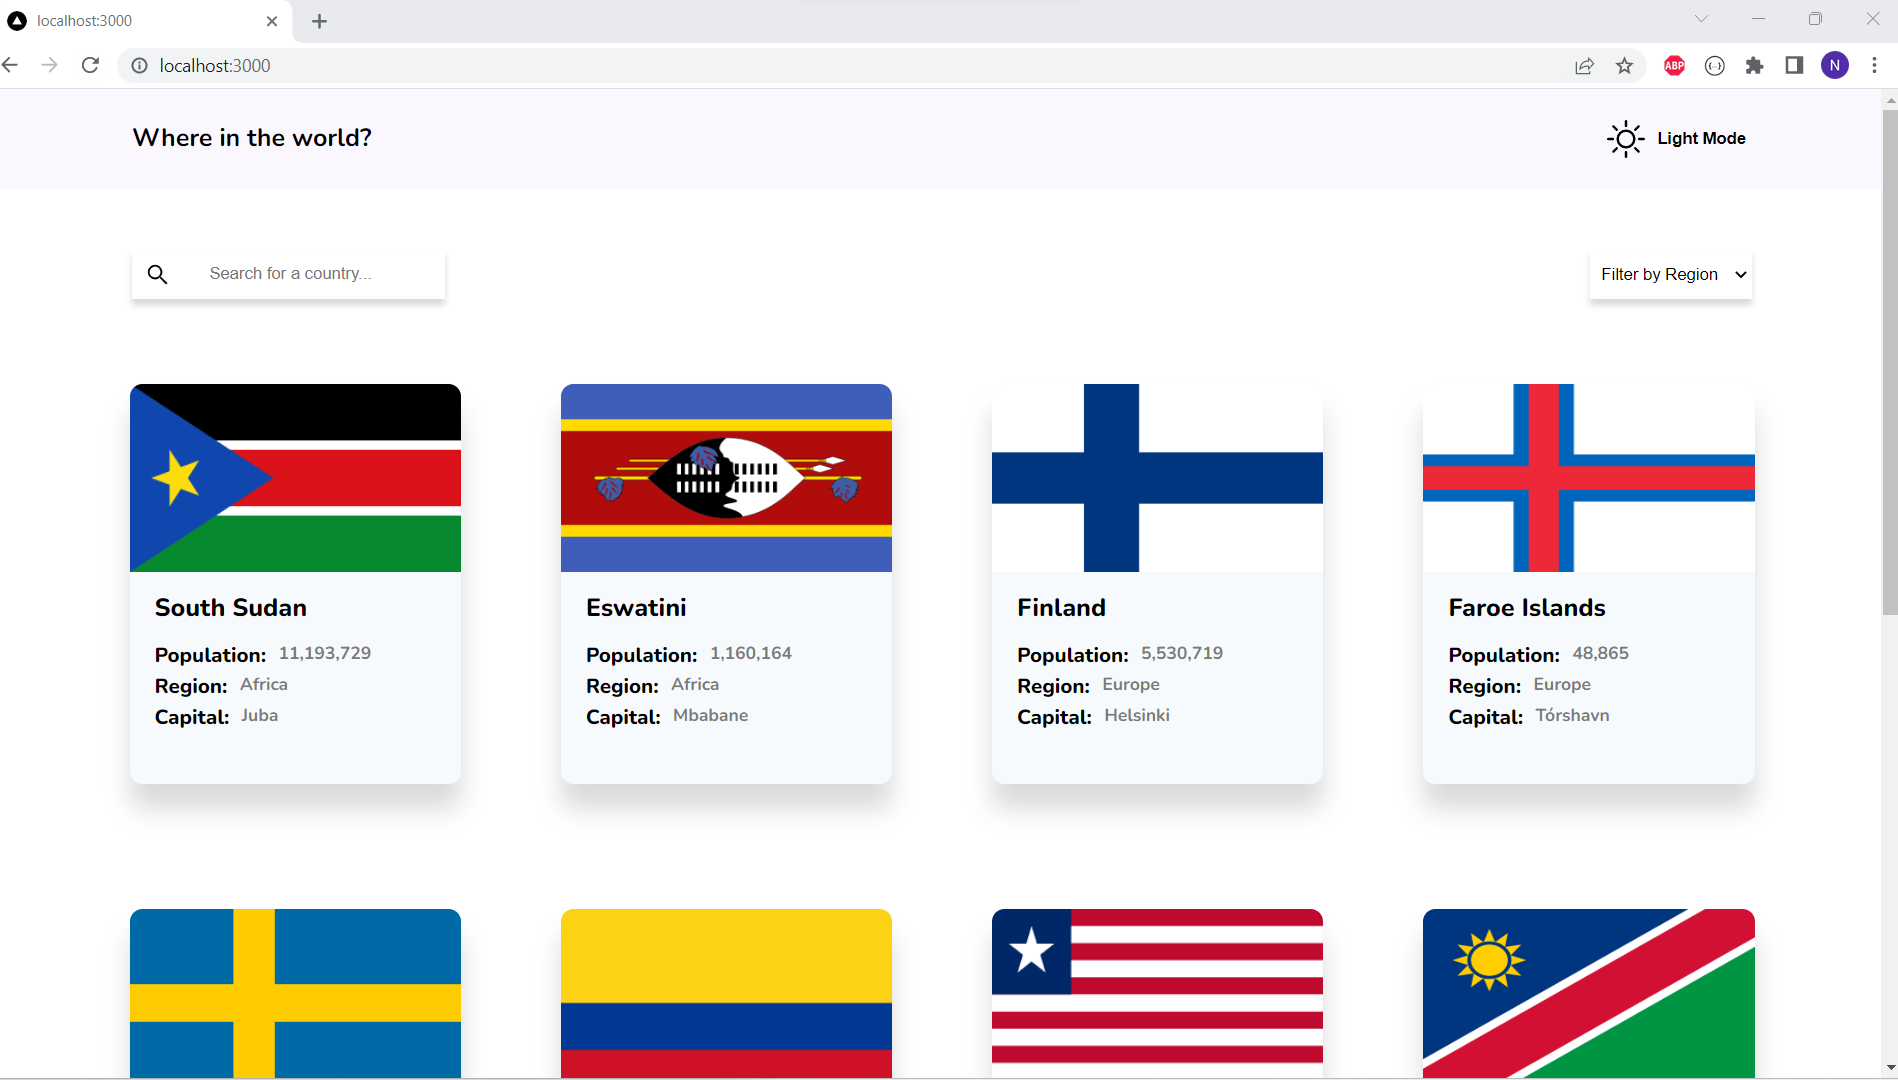 localhost:3000
localhost:3000
ABP
N
Where in the world?
Light Mode
Search for a country...
Filter by Region
South Sudan
Population: 11,193,729
Region: Africa
Capital: Juba
Eswatini
Population: 1,160,164
Region: Africa
Capital: Mbabane
Finland
Population: 5,530,719
Region: Europe
Capital: Helsinki
Faroe Islands
Population: 48,865
Region: Europe
Capital: Tórshavn